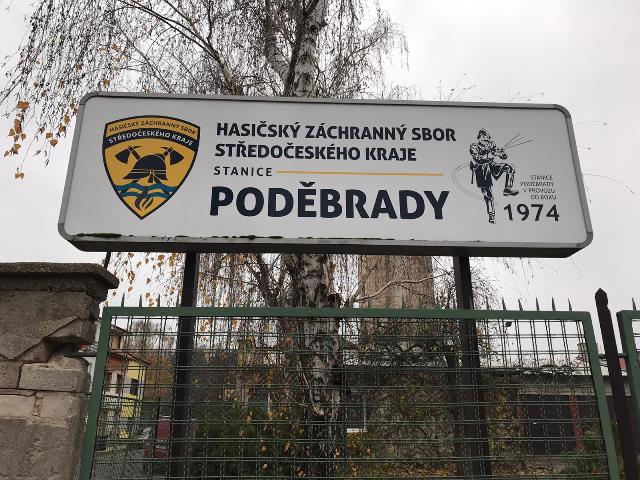 HASIČSKÝ ZÁCHRANNÝ SBOR
STŘEDOČESKÉHO KRAJE
HASIČSKÝ ZÁCHRANNÝ SBOR
STŘEDOČESKÉHO KRAJE
STANICE
PODĚBRADY
STANICE
PODĚBRADY
V PROVOZU
OD ROKU
1974